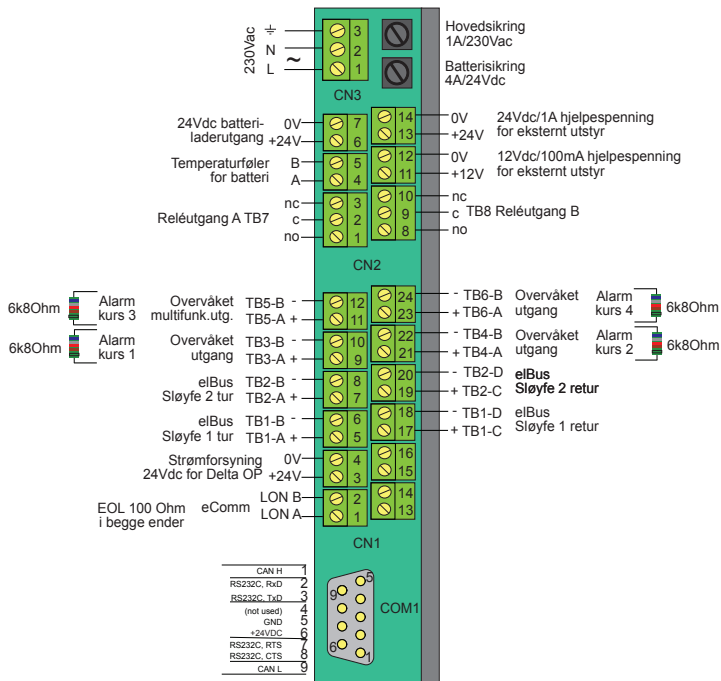 230Vac
N
L
~
3
2
1
CN3
Hovedsikring
1A/230Vac
Batterisikring
4A/24Vdc
24Vdc batteri-
laderutgang
0V
+24V
7
6
Temperaturføler
for batteri
B
A
5
4
Reléutgang A TB7
nc
c
no
3
2
1
14
13
0V
+24V
24Vdc/1A hjelpespenning
for eksternt utstyr
12
11
0V
+12V
12Vdc/100mA hjelpespenning
for eksternt utstyr
10
9
8
nc
c TB8 Reléutgang B
no
CN2
6k8Ohm
Alarm
kurs 3
Overvåket
multifunk.utg.
TB5-B -
TB5-A +
12
11
6k8Ohm
Alarm
kurs 1
Overvåket
utgang
TB3-B -
TB3-A +
10
9
elBus
Sløyfe 2 tur
TB2-B -
TB2-A +
8
7
elBus
Sløyfe 1 tur
TB1-B -
TB1-A +
6
5
Strømforsyning
24Vdc for Delta OP
0V
+24V
4
3
EOL 100 Ohm
i begge ender
eComm
LON B
LON A
2
1
24
23
- TB6-B
+ TB6-A
Overvåket
utgang
Alarm
kurs 4
6k8Ohm
22
21
- TB4-B
+ TB4-A
Overvåket
utgang
Alarm
kurs 2
6k8Ohm
20
19
- TB2-D
+ TB2-C
elBus
Sløyfe 2 retur
18
17
- TB1-D
+ TB1-C
elBus
Sløyfe 1 retur
16
15
14
13
CN1
CAN H 1
RS232C, RxD 2
RS232C, TxD 3
(not used) 4
GND 5
+24VDC 6
RS232C, RTS 7
RS232C, CTS 8
CAN L 9
5
9
6
1
COM1